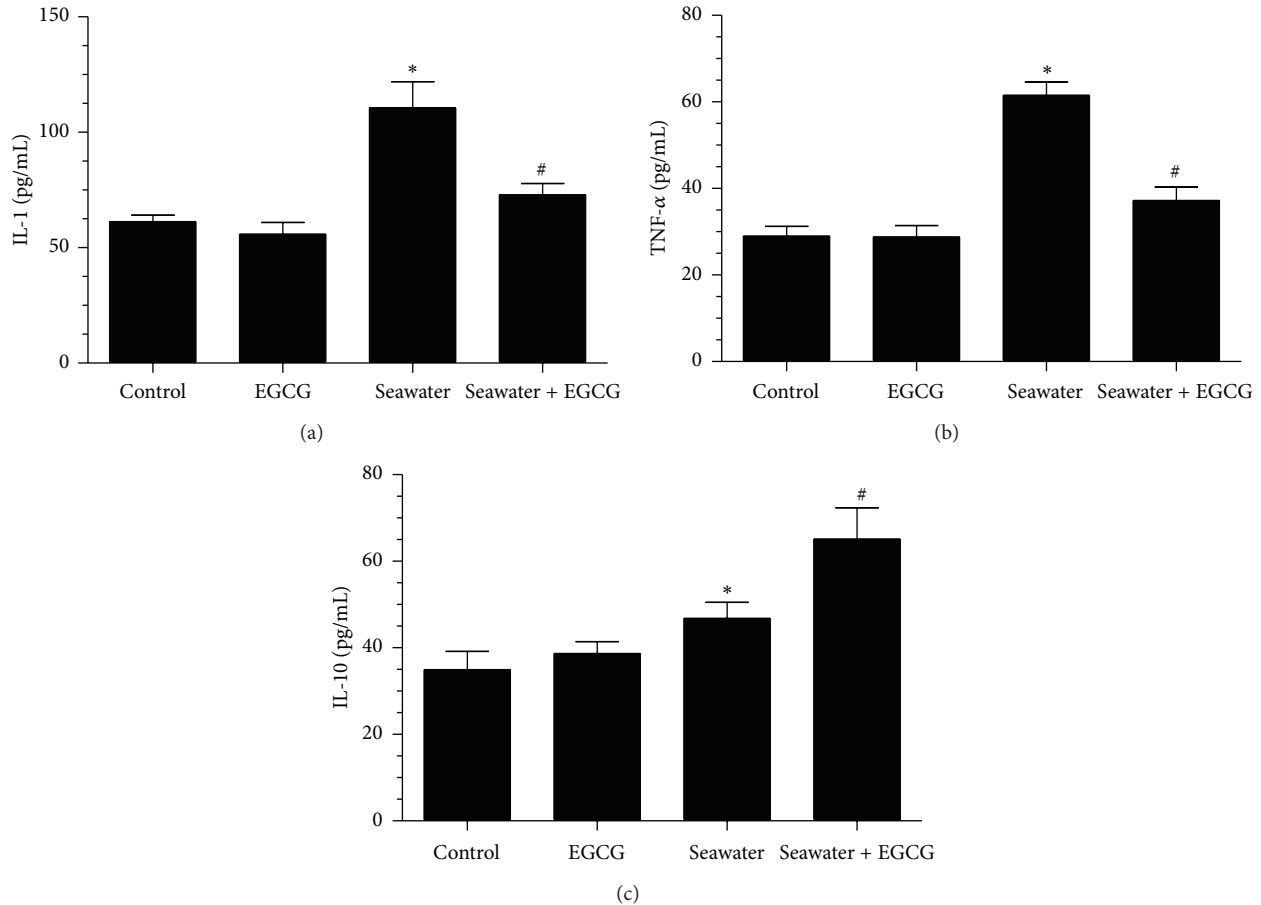 150
100
50
0
IL-1 (pg/mL)
*
#
Control EGCG Seawater Seawater + EGCG
(a)
80
60
40
20
0
TNF-α (pg/mL)
*
#
Control EGCG Seawater Seawater + EGCG
(b)
80
60
40
20
0
IL-10 (pg/mL)
*
#
Control EGCG Seawater Seawater + EGCG
(c)